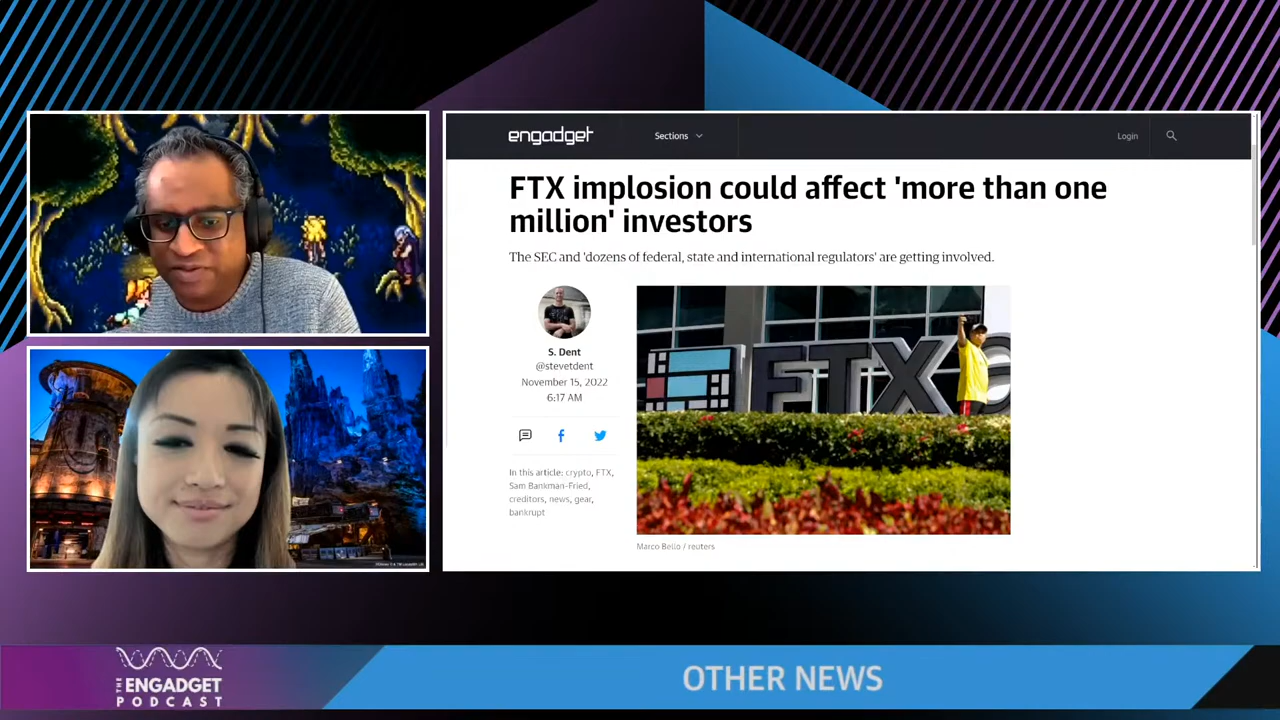 engadget
Sections
Login
FTX implosion could affect 'more than one
million' investors
The SEC and 'dozens of federal, state and international regulators' are getting involved.
S. Dent
@stevetdent
November 15, 2022
6:17 AM
In this article: crypto, FTX,
Sam Bankman-Fried,
creditors, news, gear,
bankrupt
FTX
Marco Bello / reuters
THE ENGADGET
PODCAST
OTHER NEWS